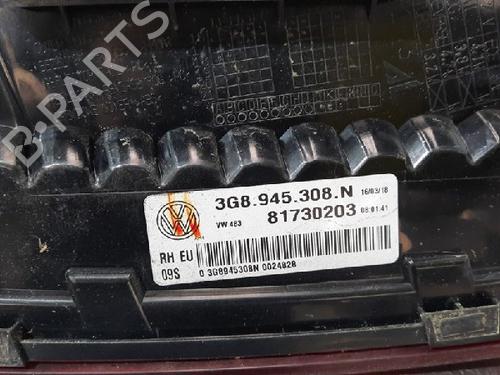 B-PARTS
3G8.945.308.N 16/03/18
VW 483 81730203 08:01:41
RH EU
09S 0 3G8945308N 0024828